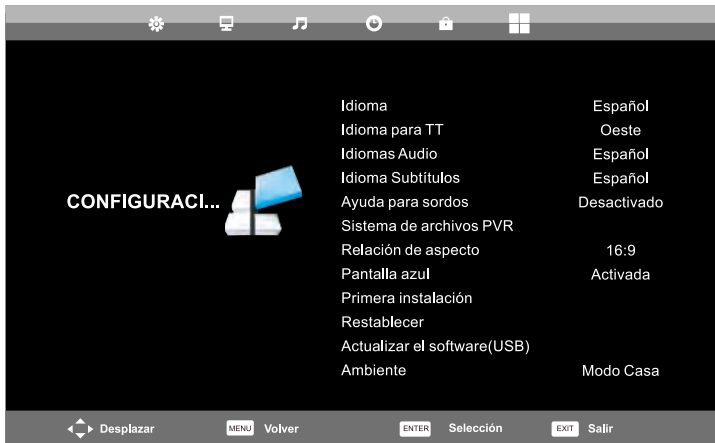 CONFIGURACI...
Idioma Español
Idioma para TT Oeste
Idiomas Audio Español
Idioma Subtítulos Español
Ayuda para sordos Desactivado
Sistema de archivos PVR
Relación de aspecto 16:9
Pantalla azul Activada
Primera instalación
Restablecer
Actualizar el software(USB)
Ambiente Modo Casa
Desplazar MENU Volver ENTER Selección EXIT Salir